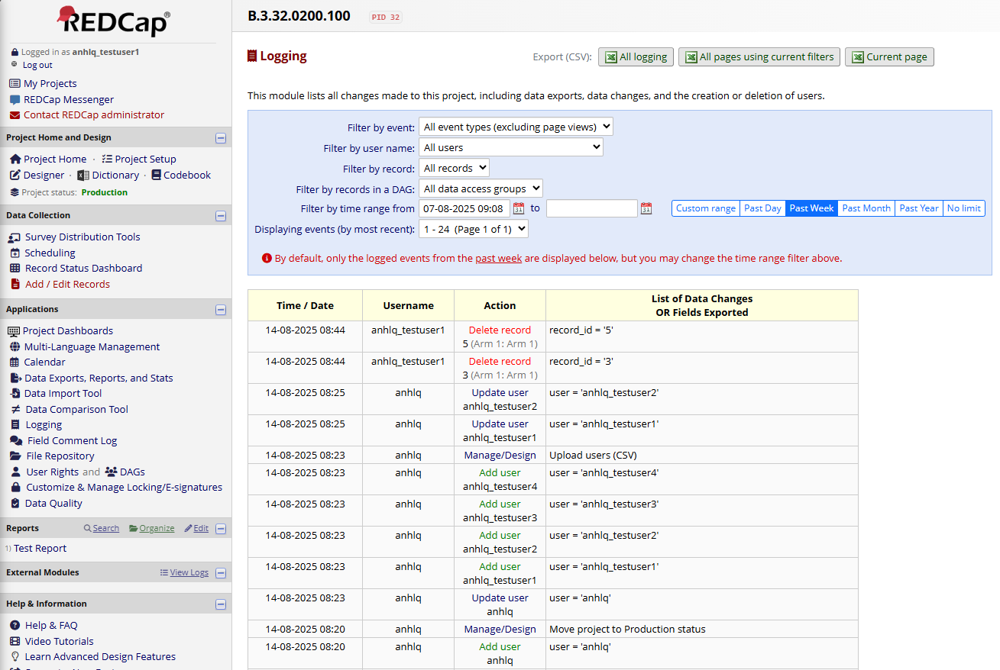 REDCap®
Logged in as anhlq_testuser1
Log out
My Projects
REDCap Messenger
Contact REDCap administrator
Project Home and Design
Project Home · Project Setup
Designer · Dictionary · Codebook
Project status: Production
Data Collection
Survey Distribution Tools
Scheduling
Record Status Dashboard
Add / Edit Records
Applications
Project Dashboards
Multi-Language Management
Calendar
Data Exports, Reports, and Stats
Data Import Tool
Data Comparison Tool
Logging
Field Comment Log
File Repository
User Rights and DAGs
Customize & Manage Locking/E-signatures
Data Quality
Reports Search Organize Edit
1) Test Report
External Modules View Logs
Help & Information
Help & FAQ
Video Tutorials
Learn Advanced Design Features
B.3.32.0200.100 PID 32
Logging Export (CSV): All logging All pages using current filters Current page
This module lists all changes made to this project, including data exports, data changes, and the creation or deletion of users.
Filter by event: All event types (excluding page views)
Filter by user name: All users
Filter by record: All records
Filter by records in a DAG: All data access groups
Filter by time range from 07-08-2025 09:08 31 to 31 Custom range Past Day Past Week Past Month Past Year No limit
Displaying events (by most recent): 1 - 24 (Page 1 of 1)
By default, only the logged events from the past week are displayed below, but you may change the time range filter above.
Time / Date Username Action List of Data Changes
OR Fields Exported
14-08-2025 08:44 anhlq_testuser1 Delete record record_id = '5'
5 (Arm 1: Arm 1)
14-08-2025 08:44 anhlq_testuser1 Delete record record_id = '3'
3 (Arm 1: Arm 1)
14-08-2025 08:25 anhlq Update user user = 'anhlq_testuser2'
anhlq_testuser2
14-08-2025 08:25 anhlq Update user user = 'anhlq_testuser1'
anhlq_testuser1
14-08-2025 08:23 anhlq Manage/Design Upload users (CSV)
14-08-2025 08:23 anhlq Add user user = 'anhlq_testuser4'
anhlq_testuser4
14-08-2025 08:23 anhlq Add user user = 'anhlq_testuser3'
anhlq_testuser3
14-08-2025 08:23 anhlq Add user user = 'anhlq_testuser2'
anhlq_testuser2
14-08-2025 08:23 anhlq Add user user = 'anhlq_testuser1'
anhlq_testuser1
14-08-2025 08:23 anhlq Update user user = 'anhlq'
anhlq
14-08-2025 08:20 anhlq Manage/Design Move project to Production status
14-08-2025 08:20 anhlq Add user user = 'anhlq'
anhlq